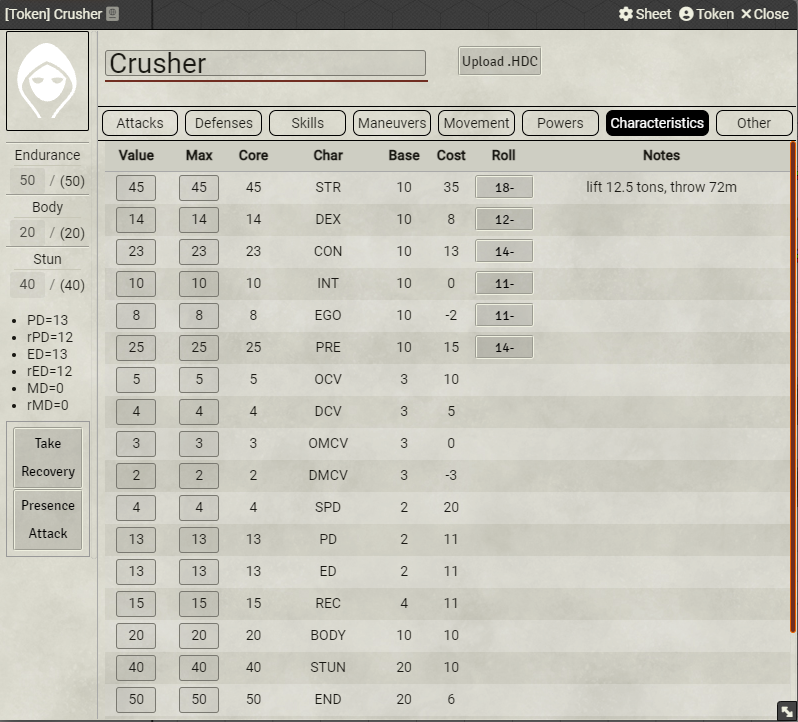 [Token] Crusher
Sheet Token Close
Crusher
Upload .HDC
Attacks Defenses Skills Maneuvers Movement Powers Characteristics Other
Endurance
50 / (50)
Body
20 / (20)
Stun
40 / (40)
PD=13
rPD=12
ED=13
rED=12
MD=0
rMD=0
Take
Recovery
Presence
Attack
Value Max Core Char Base Cost Roll Notes
45 45 45 STR 10 35 18- lift 12.5 tons, throw 72m
14 14 14 DEX 10 8 12-
23 23 23 CON 10 13 14-
10 10 10 INT 10 0 11-
8 8 8 EGO 10 -2 11-
25 25 25 PRE 10 15 14-
5 5 5 OCV 3 10
4 4 4 DCV 3 5
3 3 3 OMCV 3 0
2 2 2 DMCV 3 -3
4 4 4 SPD 2 20
13 13 13 PD 2 11
13 13 13 ED 2 11
15 15 15 REC 4 11
20 20 20 BODY 10 10
40 40 40 STUN 20 10
50 50 50 END 20 6